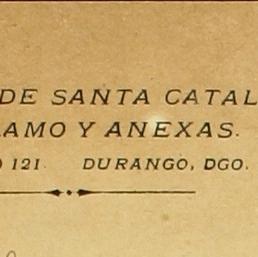 DE SANTA CATAL
AMO Y ANEXAS.
121. DURANGO, DGO.